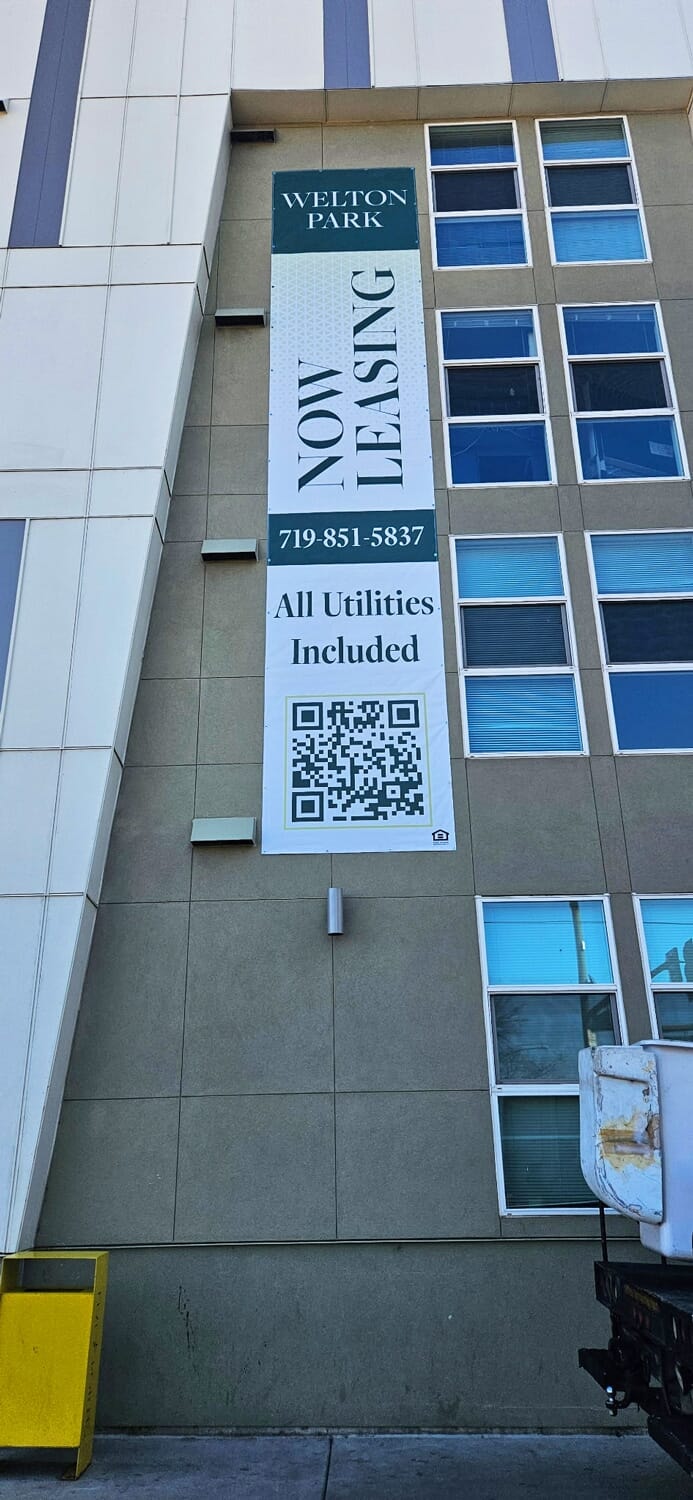 WELTON
PARK
NOW
LEASING
719-851-5837
All Utilities
Included